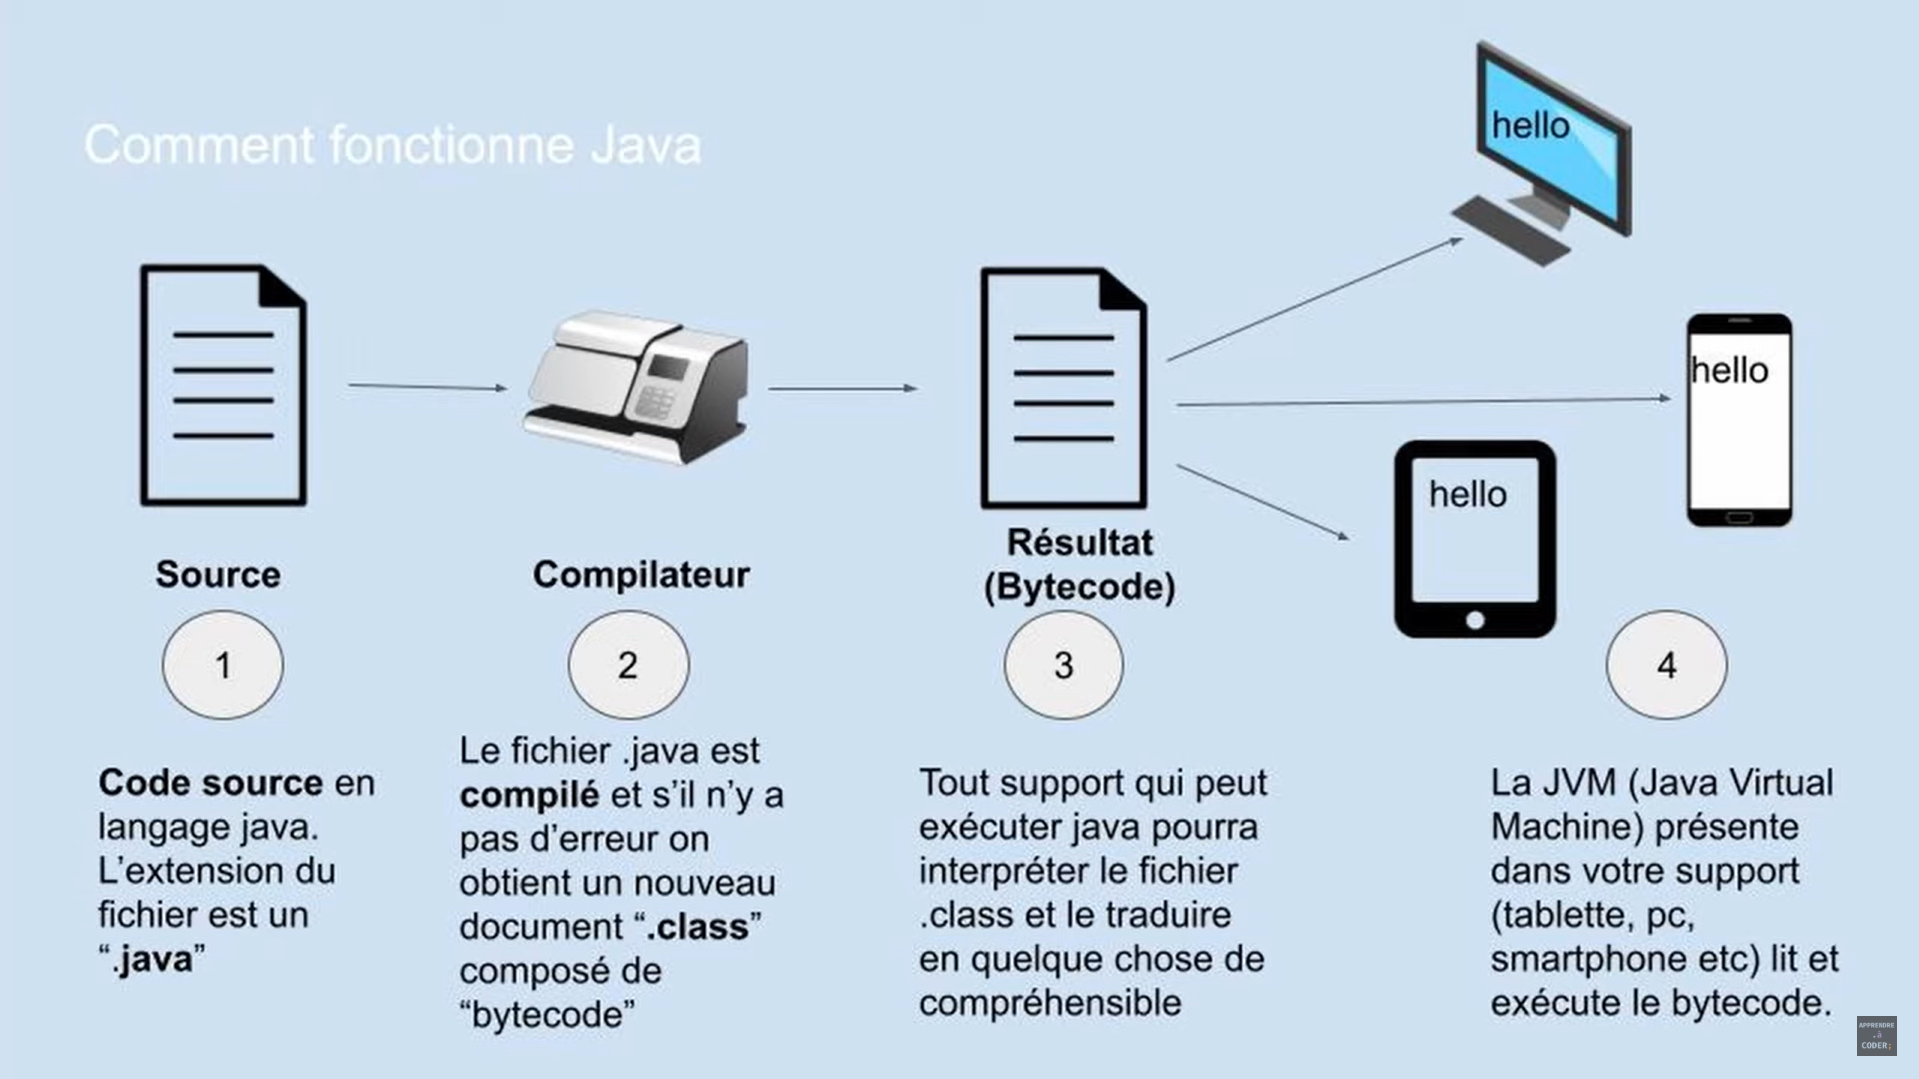 Comment fonctionne Java
hello
hello
hello
Source
Compilateur
Résultat
(Bytecode)
1
2
3
4
Code source en
langage java.
L’extension du
fichier est un
“.java”
Le fichier .java est
compilé et s’il n’y a
pas d’erreur on
obtient un nouveau
document “.class”
composé de
“bytecode”
Tout support qui peut
exécuter java pourra
interpréter le fichier
.class et le traduire
en quelque chose de
compréhensible
La JVM (Java Virtual
Machine) présente
dans votre support
(tablette, pc,
smartphone etc) lit et
exécute le bytecode.
APPRENDRE
.à
CODER;